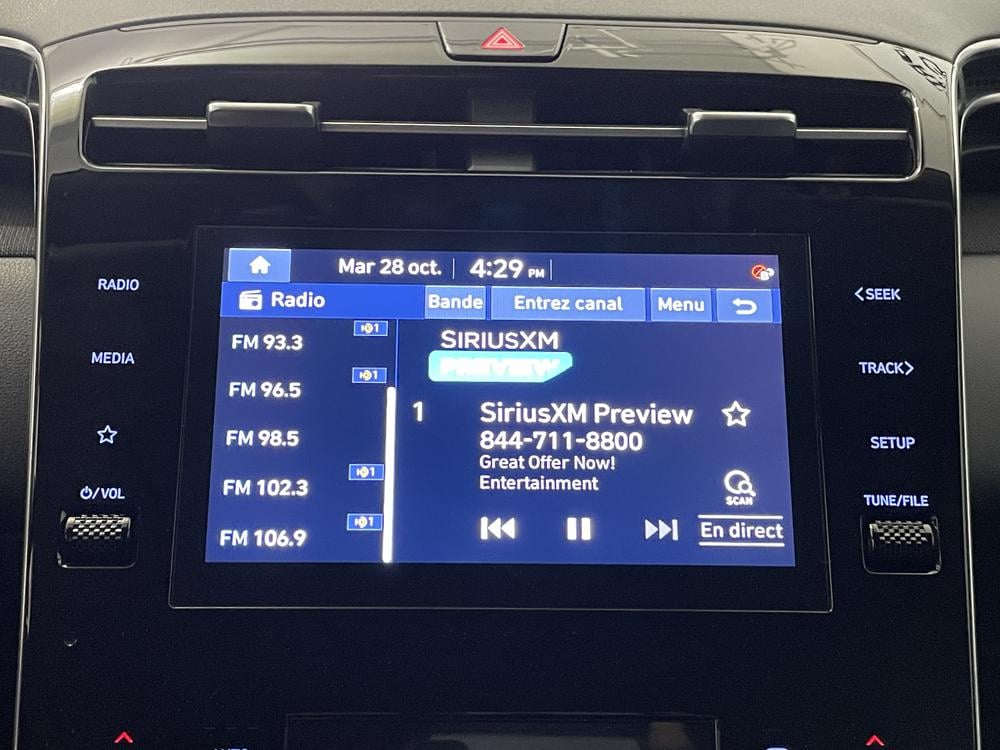 Mar 28 oct. 4:29 PM
Radio Bande Entrez canal Menu
FM 93.3
FM 96.5
FM 98.5
FM 102.3
FM 106.9
SIRIUSXM
PREVIEW
1 SiriusXM Preview
844-711-8800
Great Offer Now!
Entertainment
SCAN
En direct
RADIO
MEDIA
VOL
<SEEK
TRACK>
SETUP
TUNE/FILE